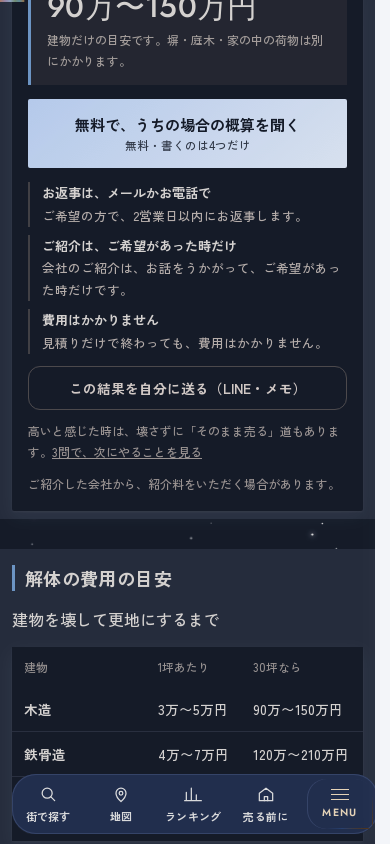 90万〜150万円
建物だけの目安です。塀・庭木・家の中の荷物は別
にかかります。
無料で、うちの場合の概算を聞く
無料・書くのは4つだけ
お返事は、メールかお電話で
ご希望の方で、2営業日以内にお返事します。
ご紹介は、ご希望があった時だけ
会社のご紹介は、お話をうかがって、ご希望があっ
た時だけです。
費用はかかりません
見積りだけで終わっても、費用はかかりません。
この結果を自分に送る（LINE・メモ）
高いと感じた時は、壊さずに「そのまま売る」道もありま
す。3問で、次にやることを見る
ご紹介した会社から、紹介料をいただく場合があります。
解体の費用の目安
建物を壊して更地にするまで
建物 1坪あたり 30坪なら
木造 3万〜5万円 90万〜150万円
鉄骨造 4万〜7万円 120万〜210万円
街で探す 地図 ランキング 売る前に MENU